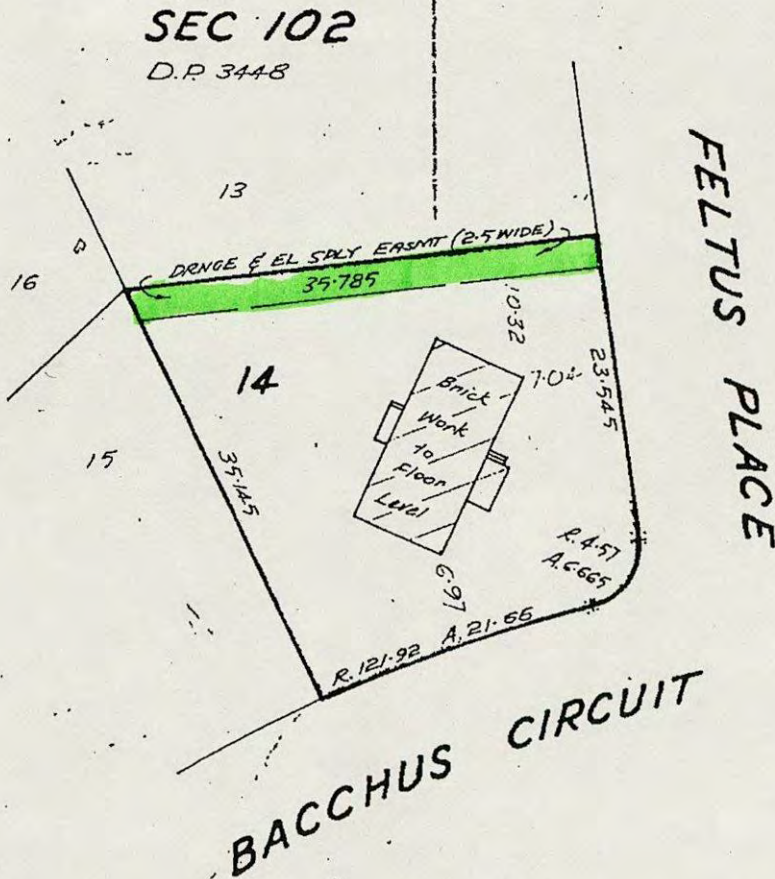 SEC 102
D.P. 3448
13
16
DRNGE & EL SPLY EASMT (2.5 WIDE)
35.785
10.32
14
7.04
23.545
FELTUS PLACE
Brick
Work
to
Floor
Level
15
35.145
R. 4.57
A. 6.665
6.97
R. 121.92 A. 21.65
BACCHUS CIRCUIT